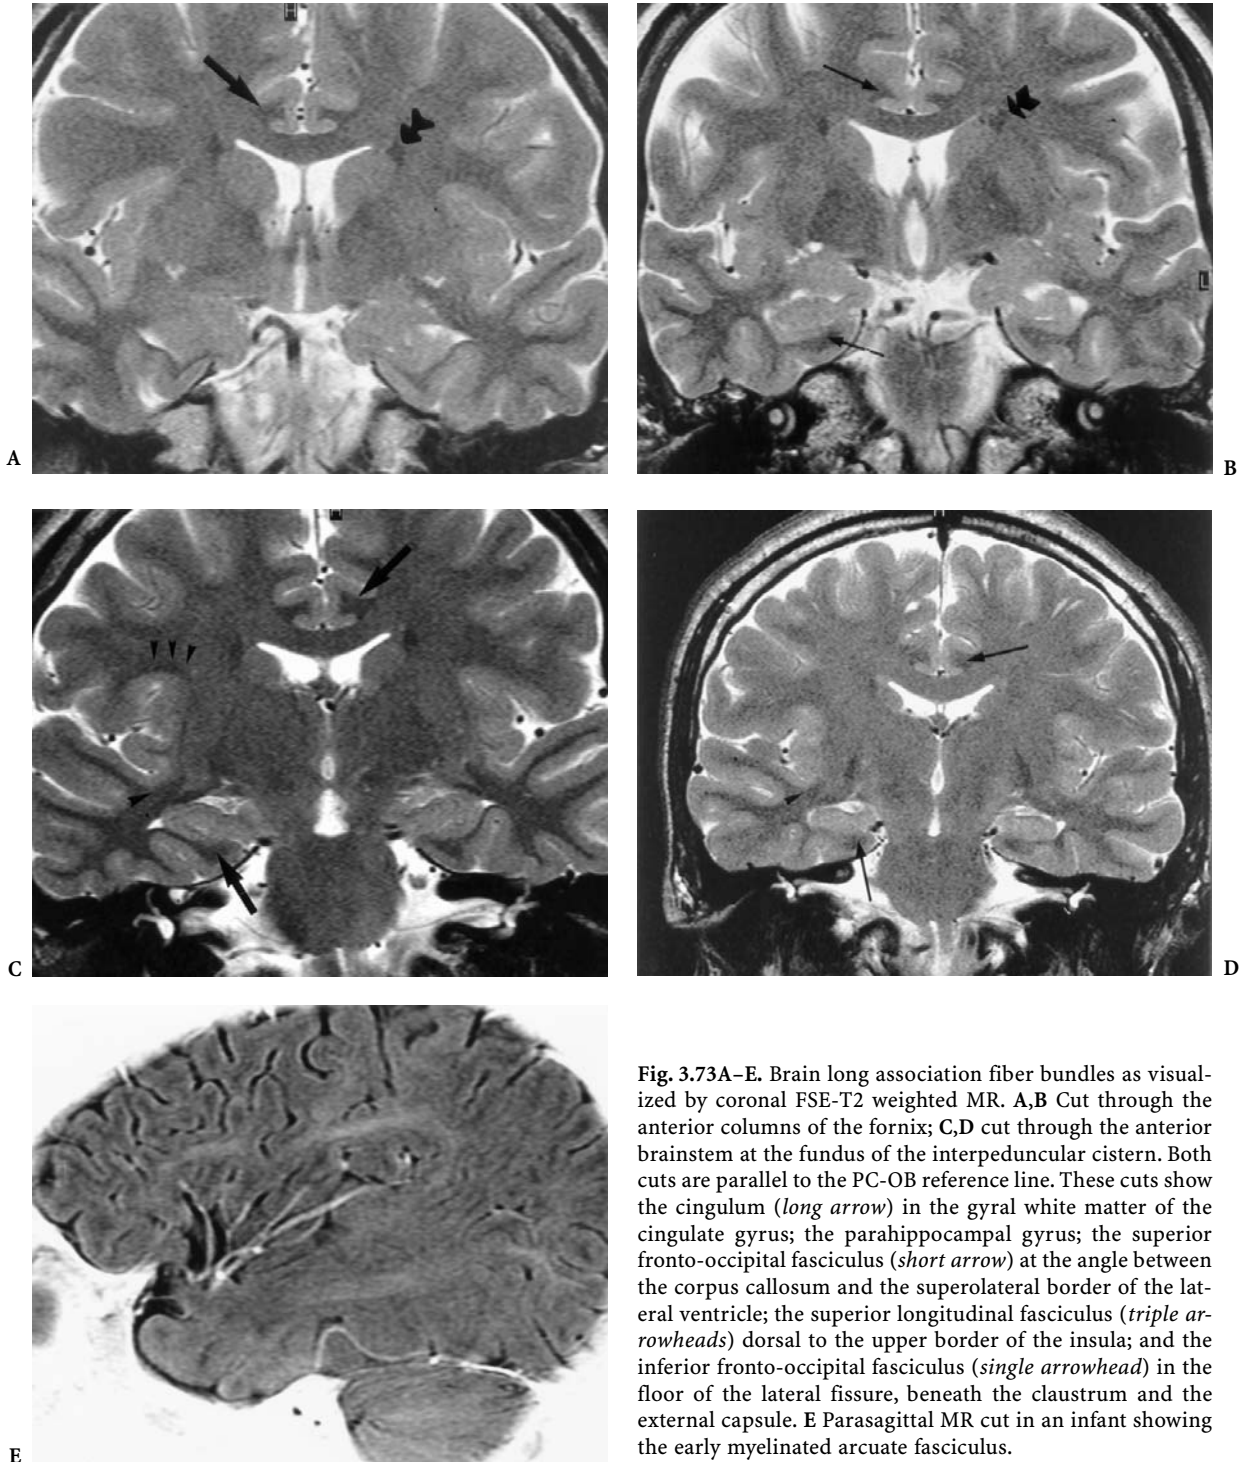 A
B
C
D
E
Fig. 3.73A–E. Brain long association fiber bundles as visual-
ized by coronal FSE-T2 weighted MR. A,B Cut through the
anterior columns of the fornix; C,D cut through the anterior
brainstem at the fundus of the interpeduncular cistern. Both
cuts are parallel to the PC-OB reference line. These cuts show
the cingulum (long arrow) in the gyral white matter of the
cingulate gyrus; the parahippocampal gyrus; the superior
fronto-occipital fasciculus (short arrow) at the angle between
the corpus callosum and the superolateral border of the lat-
eral ventricle; the superior longitudinal fasciculus (triple ar-
rowheads) dorsal to the upper border of the insula; and the
inferior fronto-occipital fasciculus (single arrowhead) in the
floor of the lateral fissure, beneath the claustrum and the
external capsule. E Parasagittal MR cut in an infant showing
the early myelinated arcuate fasciculus.